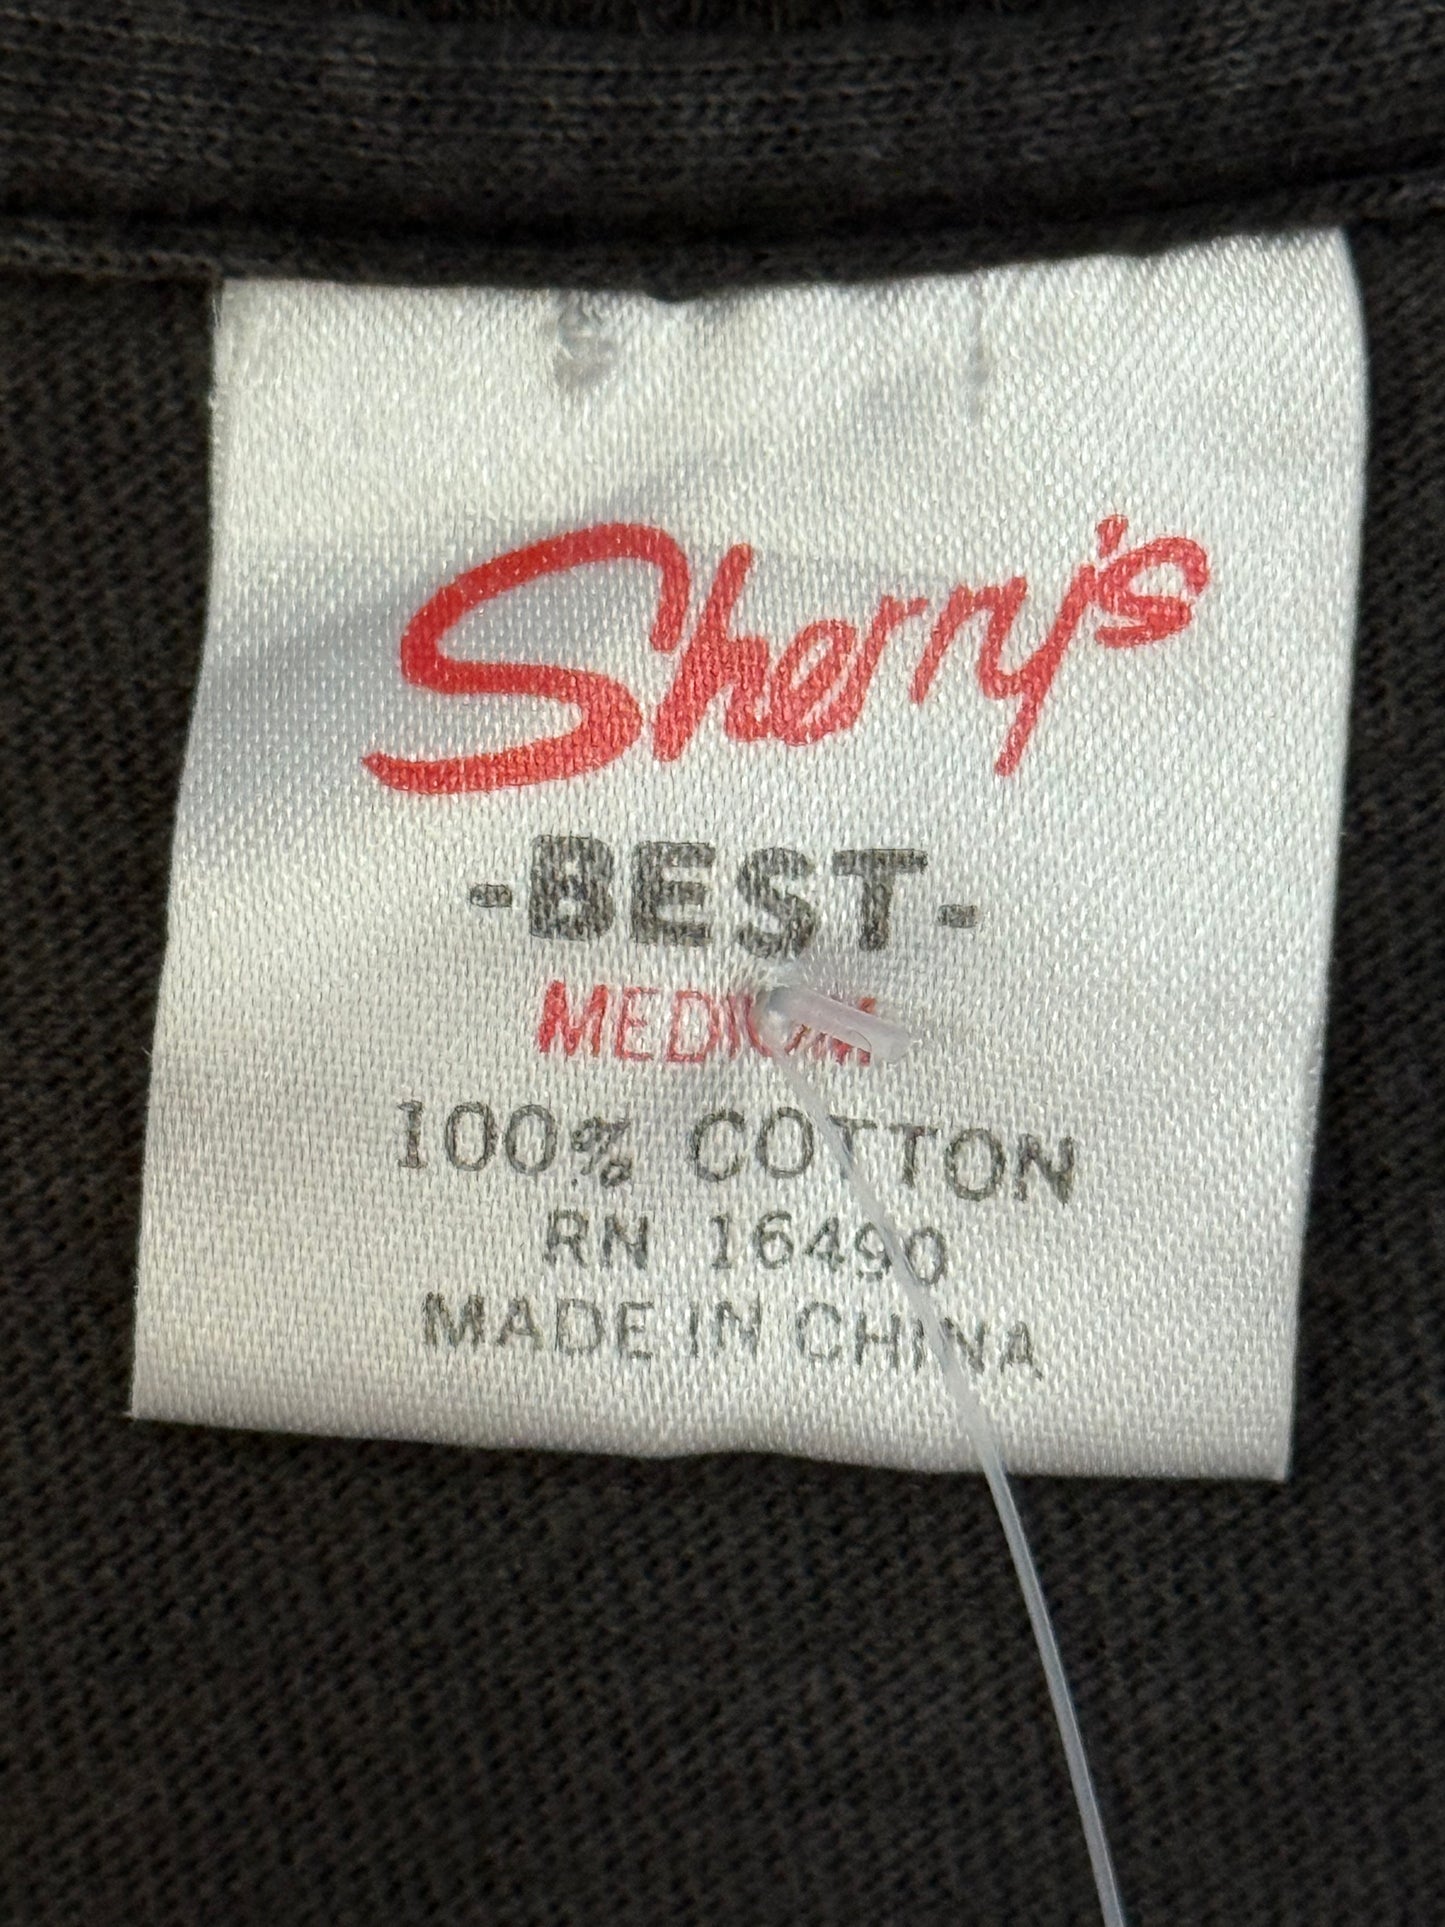 Sherry's
-BEST-
MEDIUM
100% COTTON
RN 16490
MADE IN CHINA